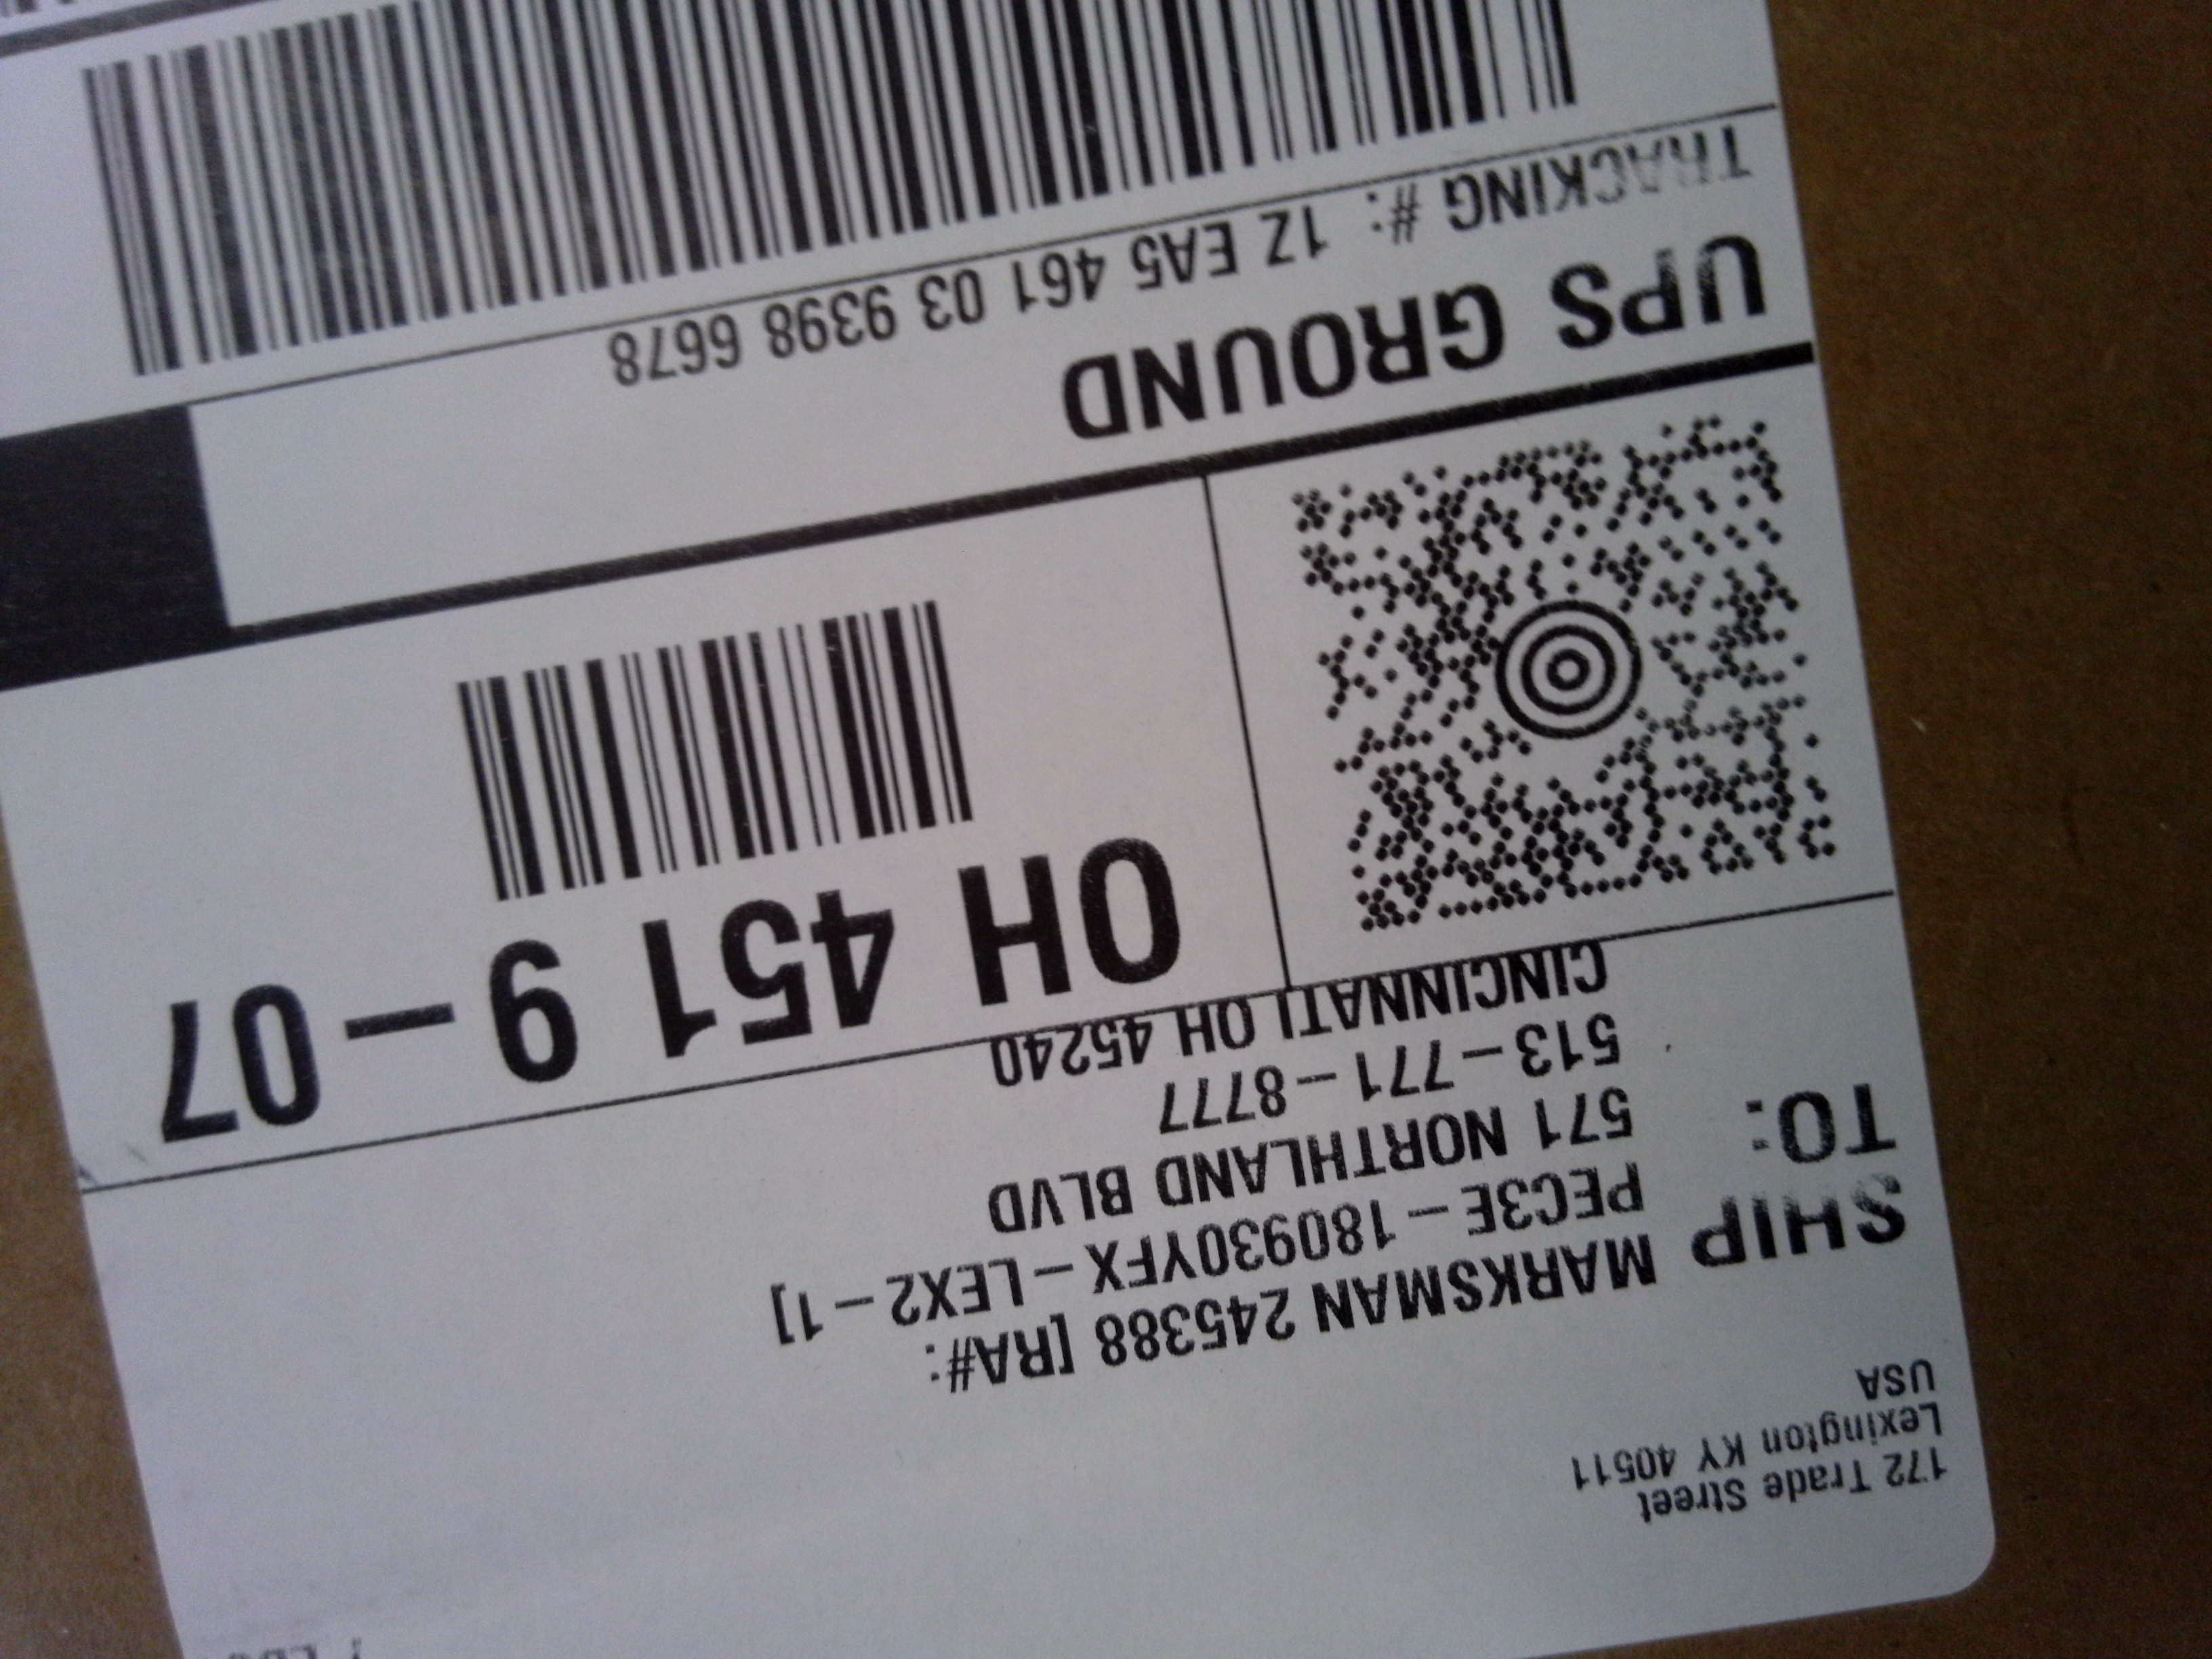 172 Trade Street
Lexington KY 40511
USA
SHIP
TO:
MARKSMAN 245388 [RA#:
PEC3E-180930YFX-LEX2-1]
571 NORTHLAND BLVD
513-771-8777
CINCINNATI OH 45240
OH 451 9-07
UPS GROUND
TRACKING #: 1Z EA5 461 03 9398 6678